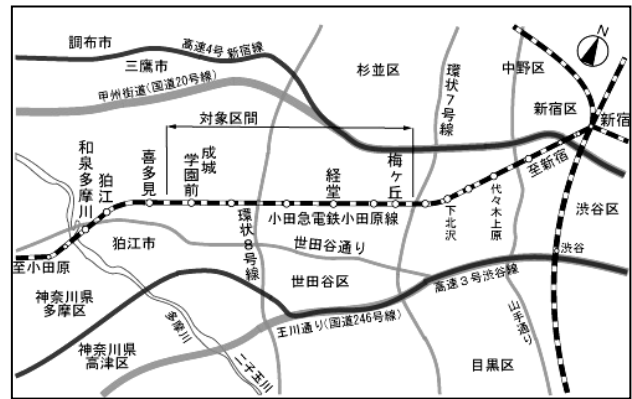 N
調布市
高速4号 新宿線
三鷹市
杉並区
環状7号線
中野区
甲州街道(国道20号線)
新宿区
新宿
対象区間
和泉多摩川
狛江
喜多見
成城学園前
経堂
梅ヶ丘
至新宿
代々木上原
下北沢
渋谷区
小田急電鉄小田原線
環状8号線
狛江市
世田谷通り
渋谷
至小田原
世田谷区
高速3号渋谷線
神奈川県
多摩区
多摩川
玉川通り(国道246号線)
山手通り
神奈川県
高津区
二子玉川
目黒区